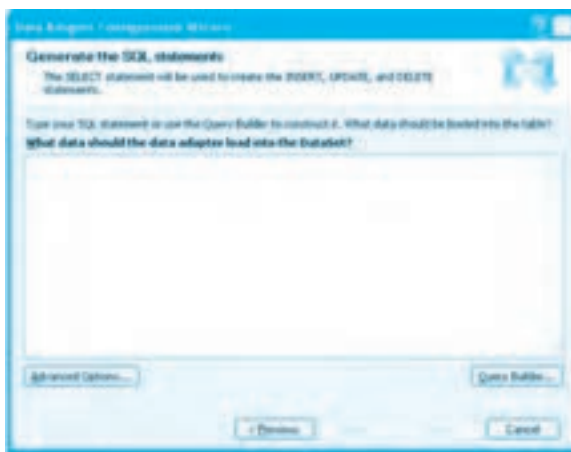 Data Adapter Configuration Wizard
Generate the SQL statements
The SELECT statement will be used to create the INSERT, UPDATE, and DELETE
statements.
Type your SQL statement or use the Query Builder to construct it. What data should be loaded into the table?
What data should the data adapter load into the DataSet?
Advanced Options...
Query Builder...
< Previous
Cancel